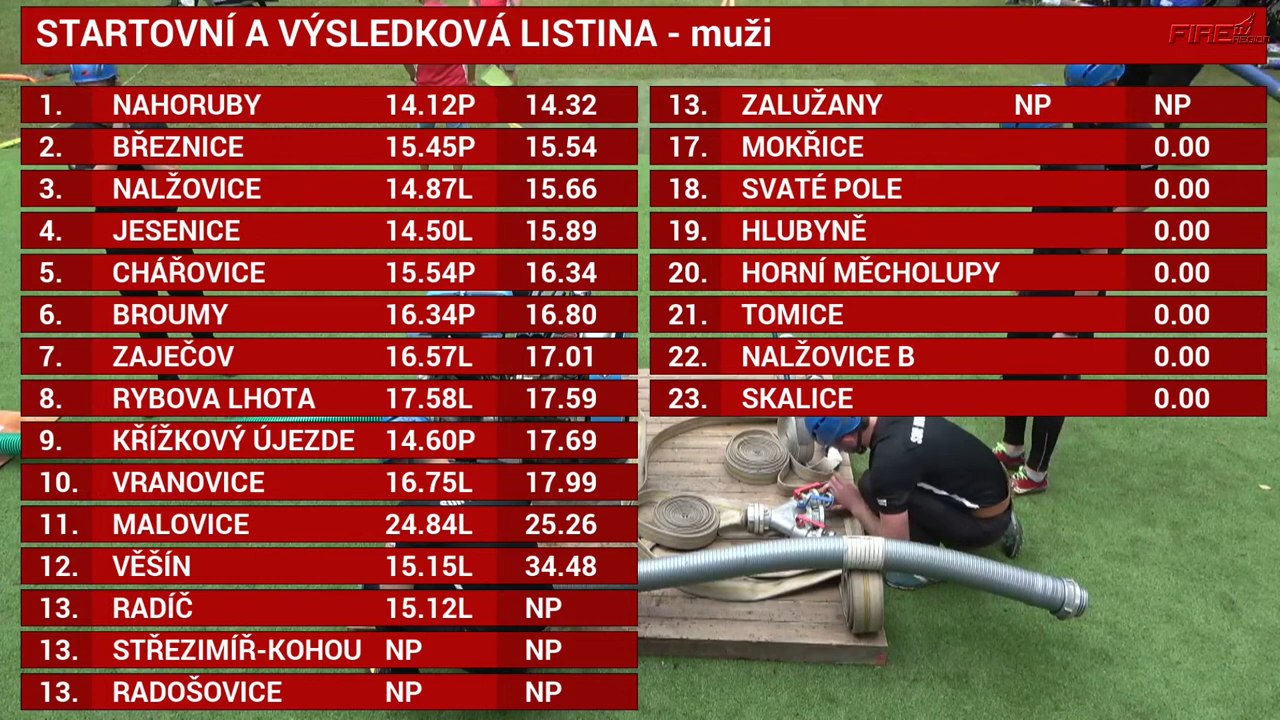 STARTOVNÍ A VÝSLEDKOVÁ LISTINA - muži
FIRE TV REGION
1. NAHORUBY 14.12P 14.32
2. BŘEZNICE 15.45P 15.54
3. NALŽOVICE 14.87L 15.66
4. JESENICE 14.50L 15.89
5. CHÁŘOVICE 15.54P 16.34
6. BROUMY 16.34P 16.80
7. ZAJEČOV 16.57L 17.01
8. RYBOVA LHOTA 17.58L 17.59
9. KŘÍŽKOVÝ ÚJEZDE 14.60P 17.69
10. VRANOVICE 16.75L 17.99
11. MALOVICE 24.84L 25.26
12. VĚŠÍN 15.15L 34.48
13. RADÍČ 15.12L NP
13. STŘEZIMÍŘ-KOHOU NP NP
13. RADOŠOVICE NP NP
13. ZALUŽANY NP NP
17. MOKŘICE 0.00
18. SVATÉ POLE 0.00
19. HLUBYNĚ 0.00
20. HORNÍ MĚCHOLUPY 0.00
21. TOMICE 0.00
22. NALŽOVICE B 0.00
23. SKALICE 0.00